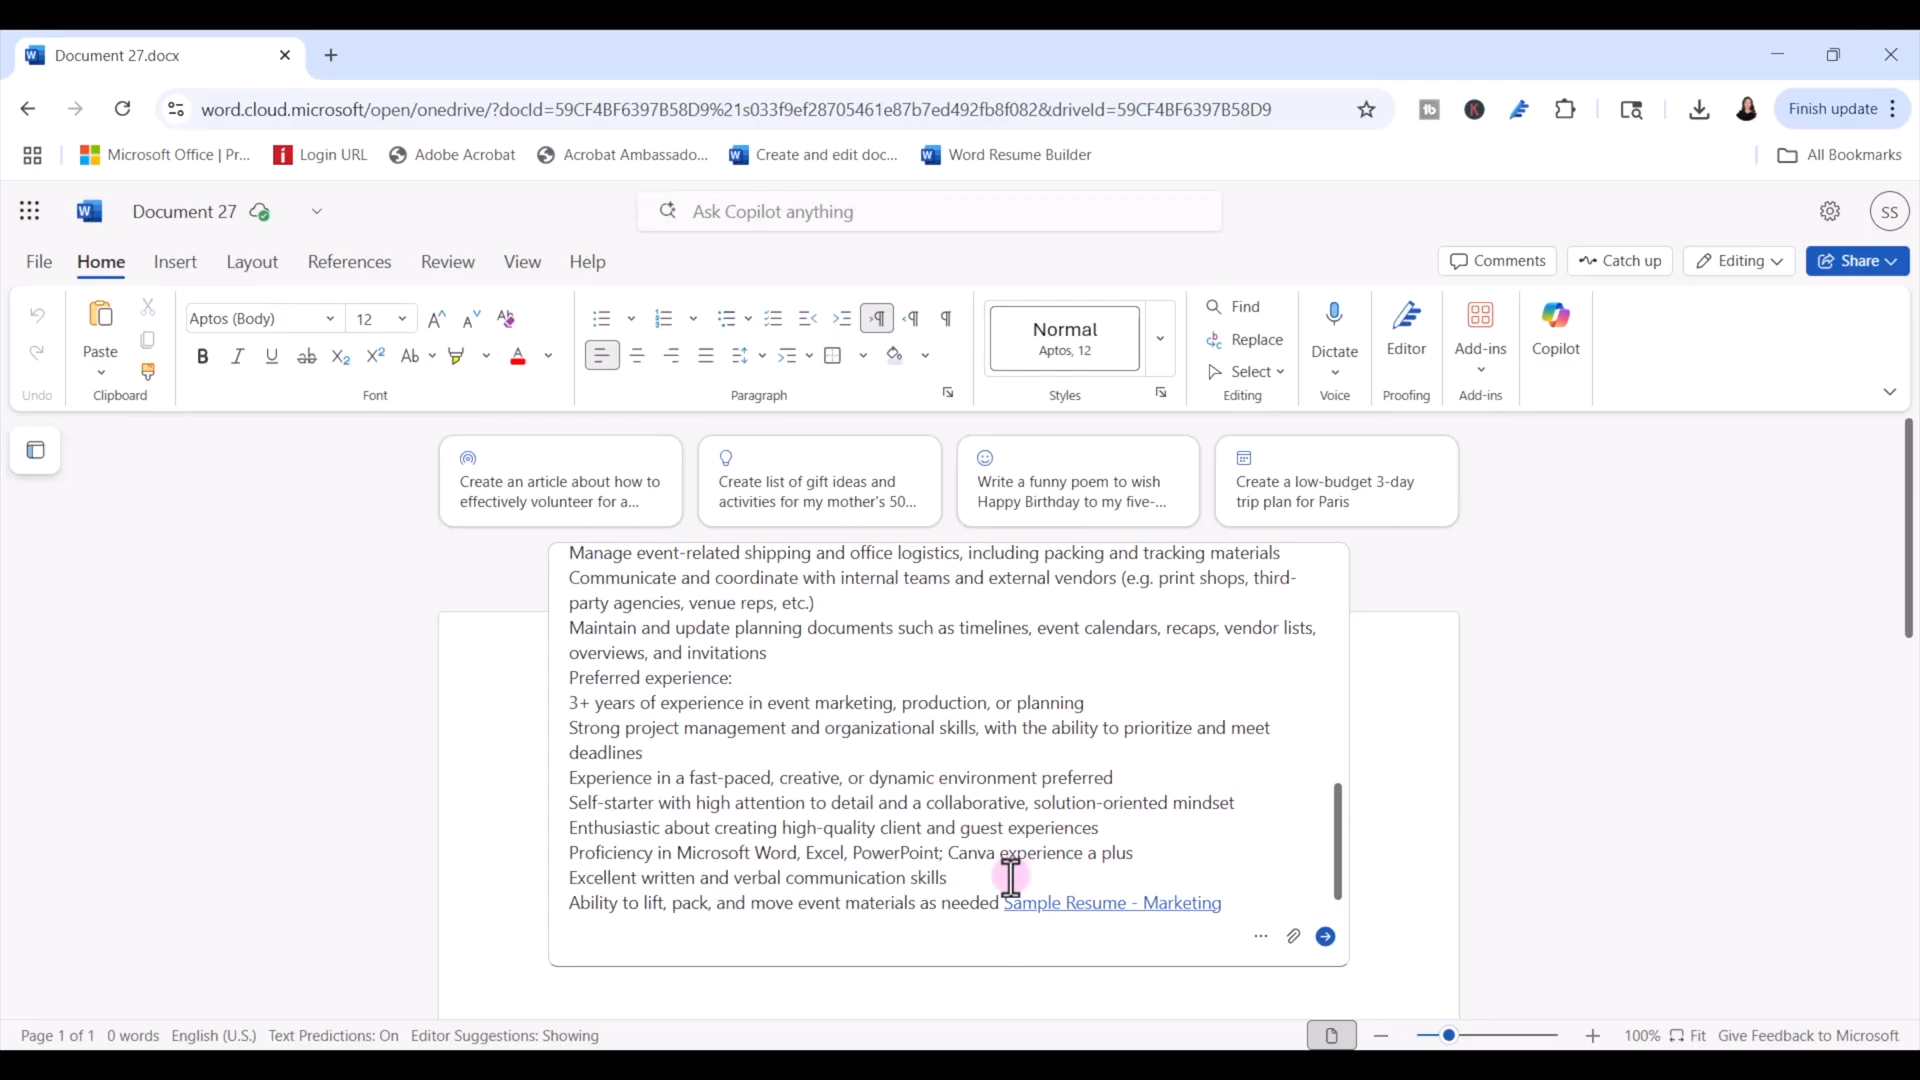 Document 27.docx
word.cloud.microsoft/open/onedrive/?docId=59CF4BF6397B58D9%21s033f9ef28705461e87b7ed492fb8f082&driveId=59CF4BF6397B58D9
tb
K
Finish update
Microsoft Office | Pr...
Login URL
Adobe Acrobat
Acrobat Ambassado...
Create and edit doc...
Word Resume Builder
All Bookmarks
W
Document 27
Ask Copilot anything
SS
File
Home
Insert
Layout
References
Review
View
Help
Comments
Catch up
Editing
Share
Aptos (Body)
12
Paste
Normal
Aptos, 12
Find
Replace
Select
Dictate
Editor
Add-ins
Copilot
Undo
Clipboard
Font
Paragraph
Styles
Editing
Voice
Proofing
Add-ins
Create an article about how to
effectively volunteer for a...
Create list of gift ideas and
activities for my mother's 50...
Write a funny poem to wish
Happy Birthday to my five-...
Create a low-budget 3-day
trip plan for Paris
Manage event-related shipping and office logistics, including packing and tracking materials
Communicate and coordinate with internal teams and external vendors (e.g. print shops, third-
party agencies, venue reps, etc.)
Maintain and update planning documents such as timelines, event calendars, recaps, vendor lists,
overviews, and invitations
Preferred experience:
3+ years of experience in event marketing, production, or planning
Strong project management and organizational skills, with the ability to prioritize and meet
deadlines
Experience in a fast-paced, creative, or dynamic environment preferred
Self-starter with high attention to detail and a collaborative, solution-oriented mindset
Enthusiastic about creating high-quality client and guest experiences
Proficiency in Microsoft Word, Excel, PowerPoint; Canva experience a plus
Excellent written and verbal communication skills
Ability to lift, pack, and move event materials as needed Sample Resume - Marketing
Page 1 of 1
0 words
English (U.S.)
Text Predictions: On
Editor Suggestions: Showing
100%
Fit
Give Feedback to Microsoft